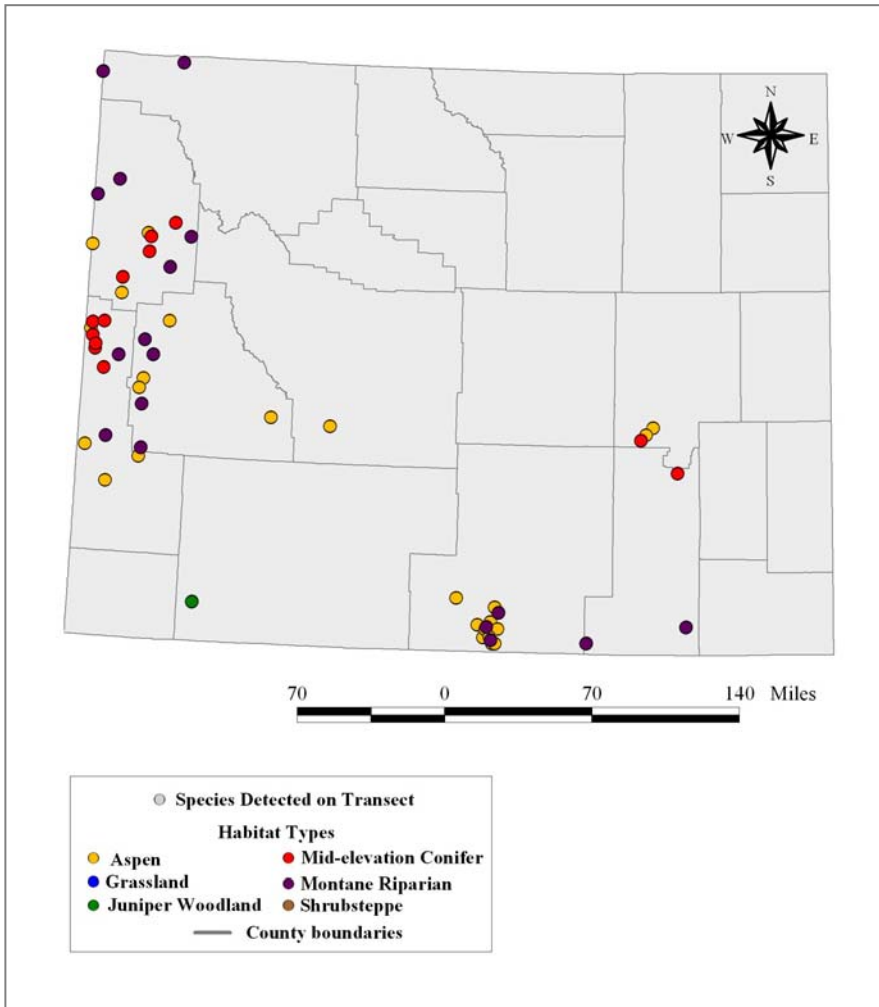 N
W E
S
70 0 70 140 Miles
Species Detected on Transect
Habitat Types
Aspen Mid-elevation Conifer
Grassland Montane Riparian
Juniper Woodland Shrubsteppe
County boundaries